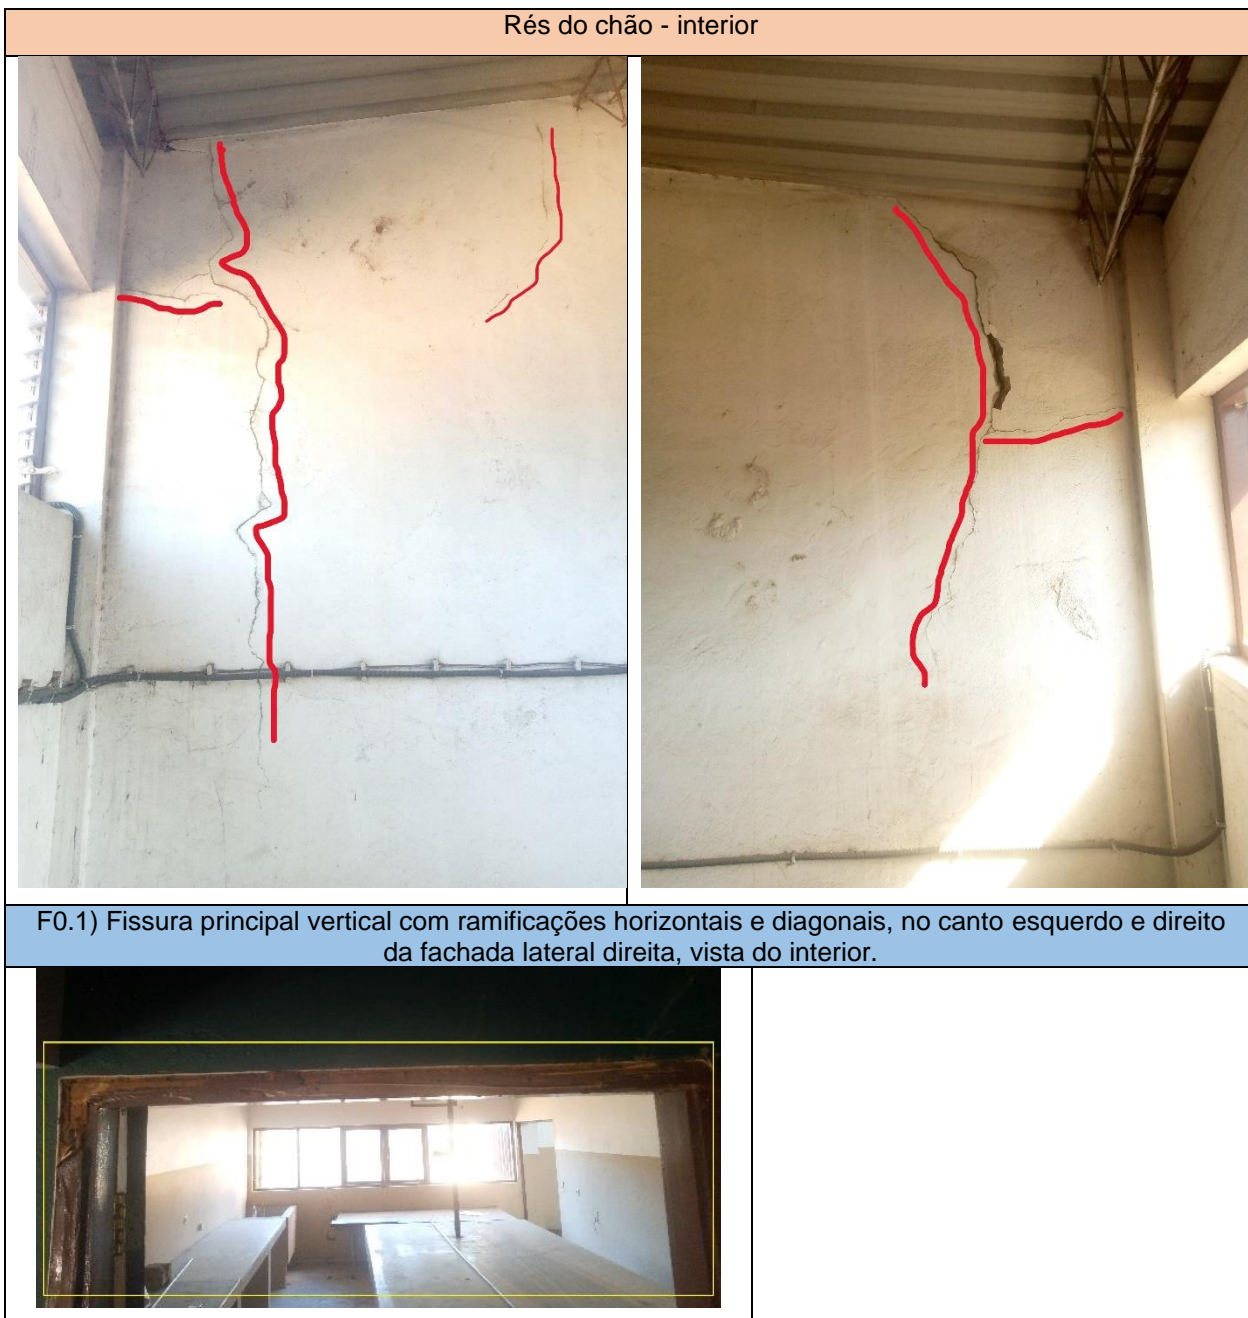 Rés do chão - interior
F0.1) Fissura principal vertical com ramificações horizontais e diagonais, no canto esquerdo e direito
da fachada lateral direita, vista do interior.